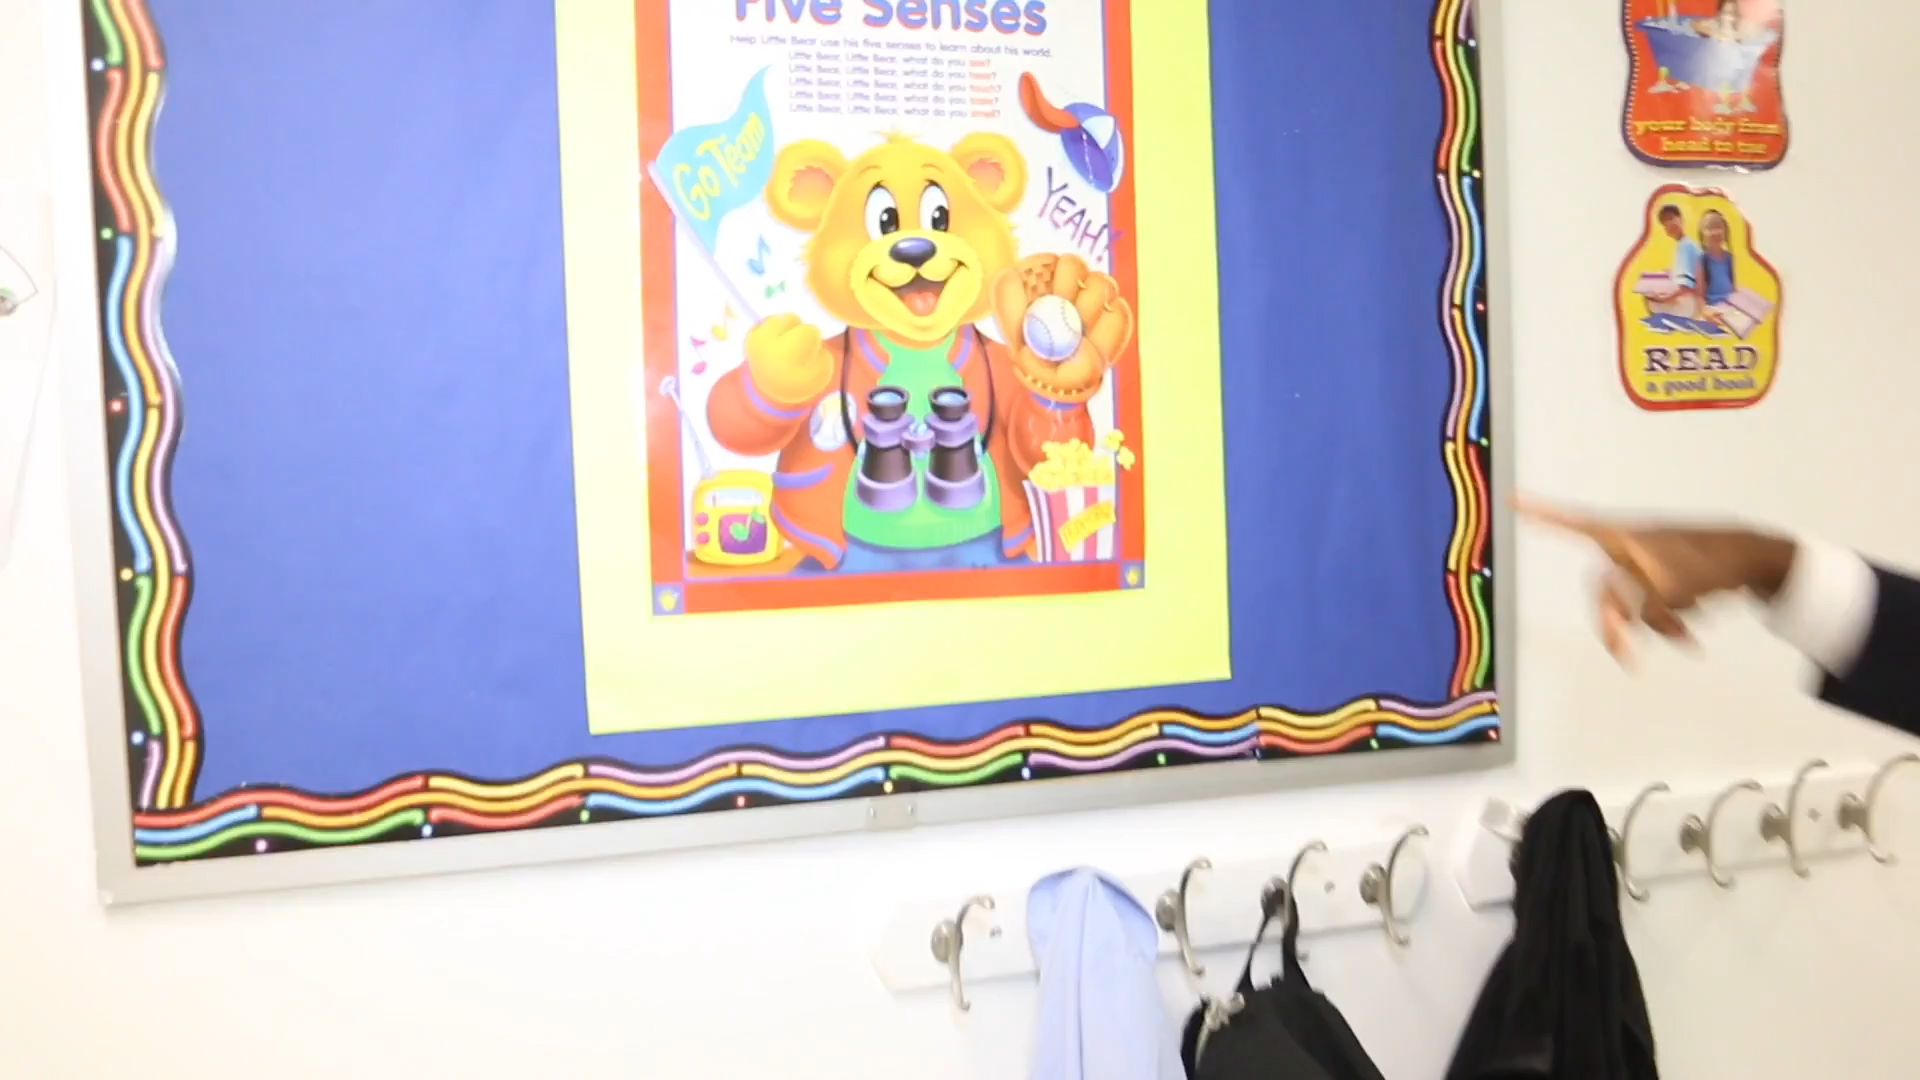 Five Senses
Help Little Bear use his five senses to learn about his world.
Little Bear, Little Bear, what do you see?
Little Bear, Little Bear, what do you hear?
Little Bear, Little Bear, what do you touch?
Little Bear, Little Bear, what do you taste?
Little Bear, Little Bear, what do you smell?
Go Team
YEAH!
your body from
head to toe
READ
a good book